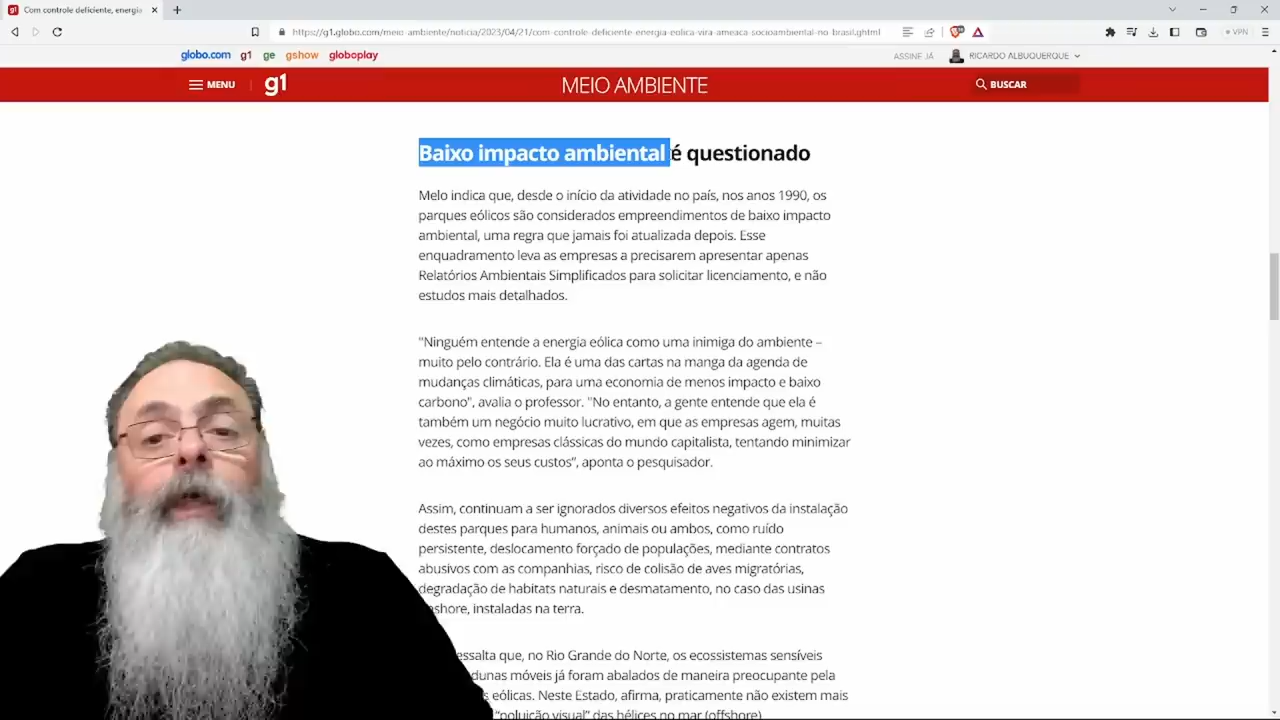 Com controle deficiente, energia
https://g1.globo.com/meio-ambiente/noticia/2023/04/21/com-controle-deficiente-energia-eolica-vira-ameaca-socioambiental-no-brasil.ghtml
VPN
globo.com g1 ge gshow globoplay
ASSINE JÁ
RICARDO ALBUQUERQUE
MENU
g1
MEIO AMBIENTE
BUSCAR
Baixo impacto ambiental é questionado
Melo indica que, desde o início da atividade no país, nos anos 1990, os
parques eólicos são considerados empreendimentos de baixo impacto
ambiental, uma regra que jamais foi atualizada depois. Esse
enquadramento leva as empresas a precisarem apresentar apenas
Relatórios Ambientais Simplificados para solicitar licenciamento, e não
estudos mais detalhados.
"Ninguém entende a energia eólica como uma inimiga do ambiente –
muito pelo contrário. Ela é uma das cartas na manga da agenda de
mudanças climáticas, para uma economia de menos impacto e baixo
carbono", avalia o professor. "No entanto, a gente entende que ela é
também um negócio muito lucrativo, em que as empresas agem, muitas
vezes, como empresas clássicas do mundo capitalista, tentando minimizar
ao máximo os seus custos”, aponta o pesquisador.
Assim, continuam a ser ignorados diversos efeitos negativos da instalação
destes parques para humanos, animais ou ambos, como ruído
persistente, deslocamento forçado de populações, mediante contratos
abusivos com as companhias, risco de colisão de aves migratórias,
degradação de habitats naturais e desmatamento, no caso das usinas
shore, instaladas na terra.
essalta que, no Rio Grande do Norte, os ecossistemas sensíveis
dunas móveis já foram abalados de maneira preocupante pela
s eólicas. Neste Estado, afirma, praticamente não existem mais
“poluição visual” das hélices no mar (offshore)